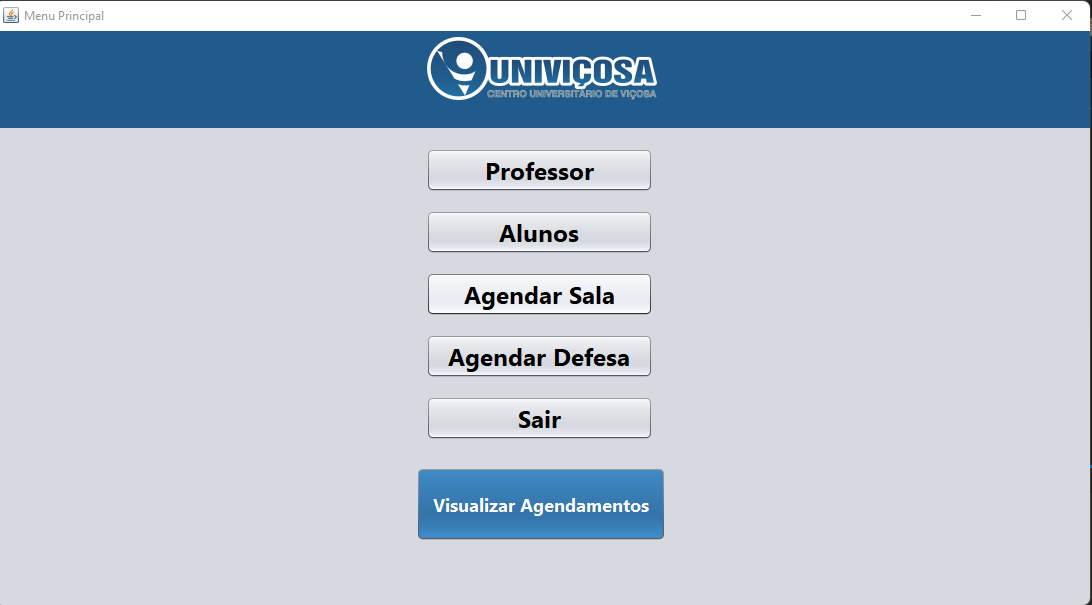 Menu Principal
UNIVIÇOSA
CENTRO UNIVERSITÁRIO DE VIÇOSA
Professor
Alunos
Agendar Sala
Agendar Defesa
Sair
Visualizar Agendamentos